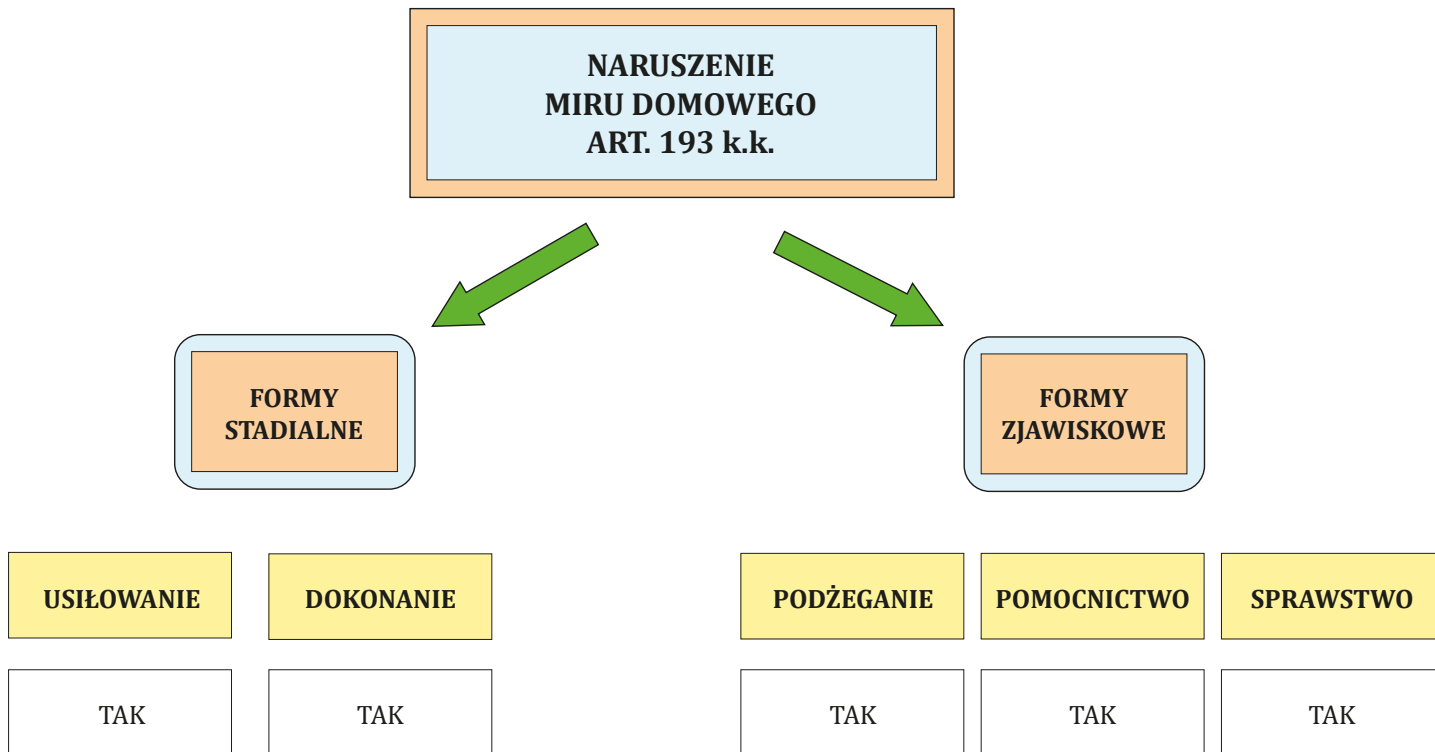 NARUSZENIE
MIRU DOMOWEGO
ART. 193 k.k.
FORMY
STADIALNE
FORMY
ZJAWISKOWE
USIŁOWANIE
DOKONANIE
PODŻEGANIE
POMOCNICTWO
SPRAWSTWO
TAK
TAK
TAK
TAK
TAK